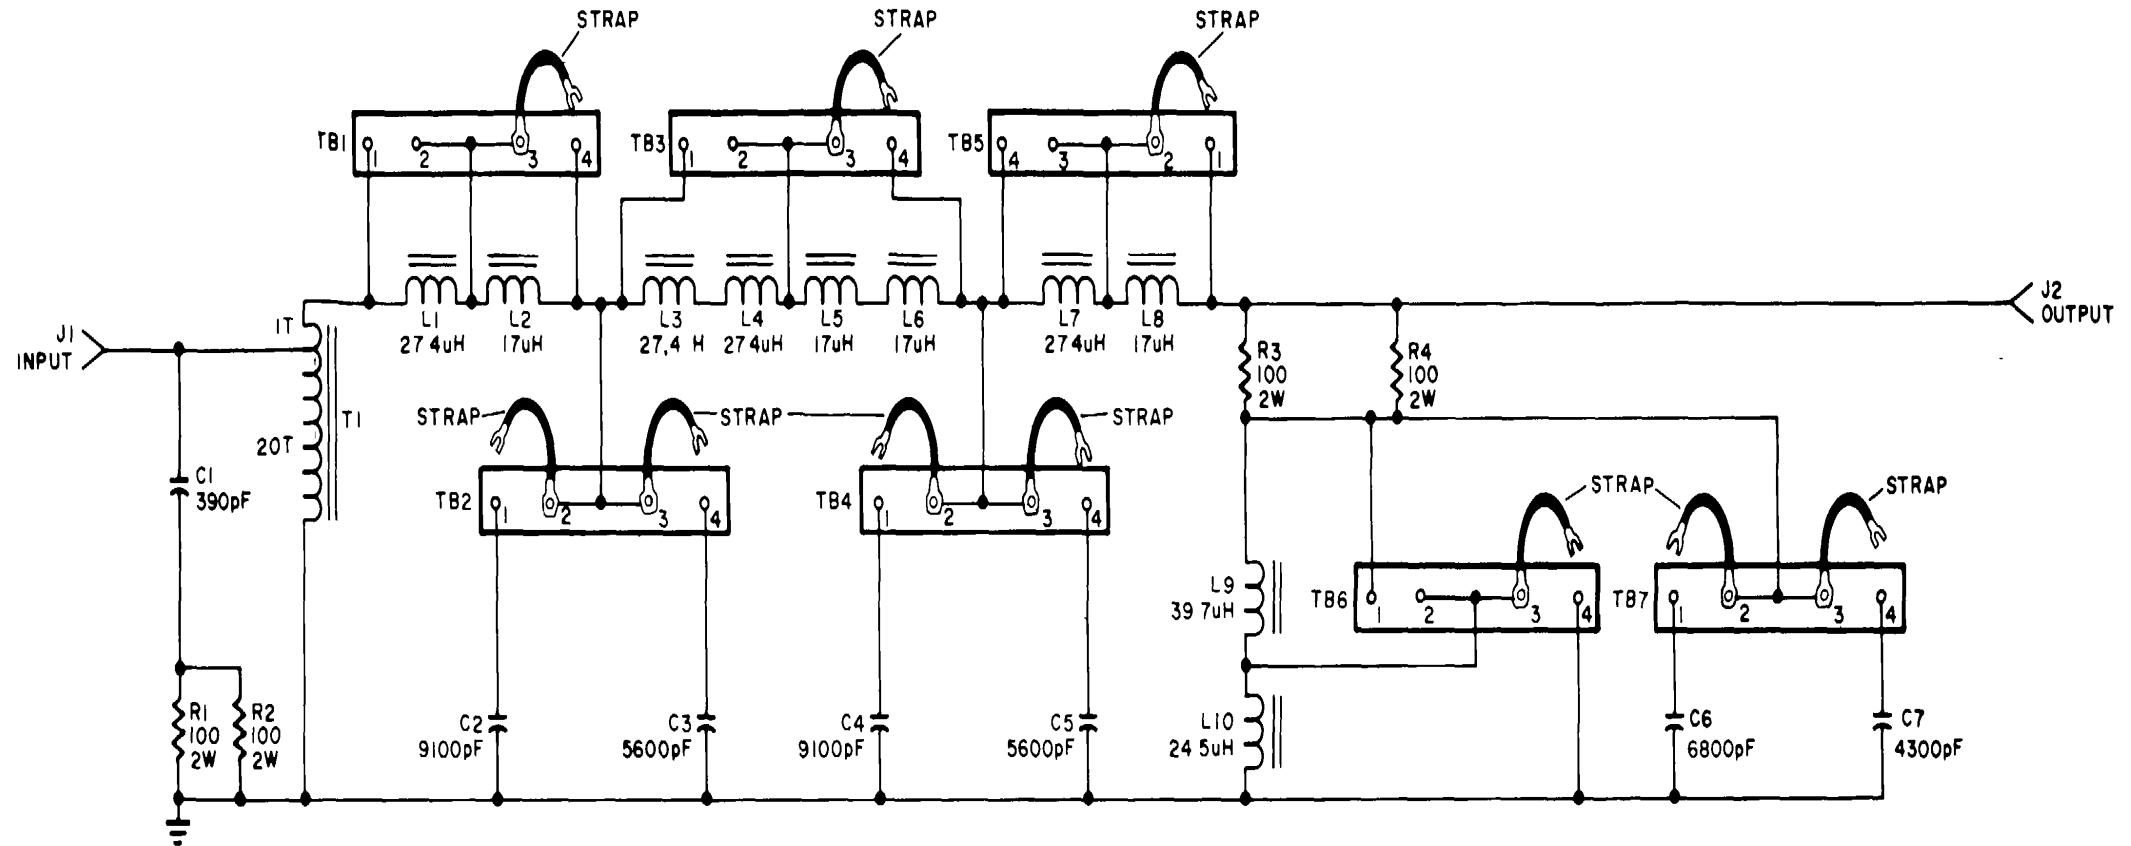 STRAP
STRAP
STRAP
TB1
1
2
3
4
TB3
1
2
3
4
TB5
4
3
2
1
J1
INPUT
1T
20T
T1
L1
27 4uH
L2
17uH
L3
27,4 H
L4
27 4uH
L5
17uH
L6
17uH
L7
27 4uH
L8
17uH
J2
OUTPUT
R3
100
2W
R4
100
2W
STRAP
STRAP
STRAP
C1
390pF
TB2
1
2
3
4
TB4
1
2
3
4
STRAP
STRAP
L9
39 7uH
TB6
1
2
3
4
TB7
1
2
3
4
R1
100
2W
R2
100
2W
C2
9100pF
C3
5600pF
C4
9100pF
C5
5600pF
L10
24 5uH
C6
6800pF
C7
4300pF